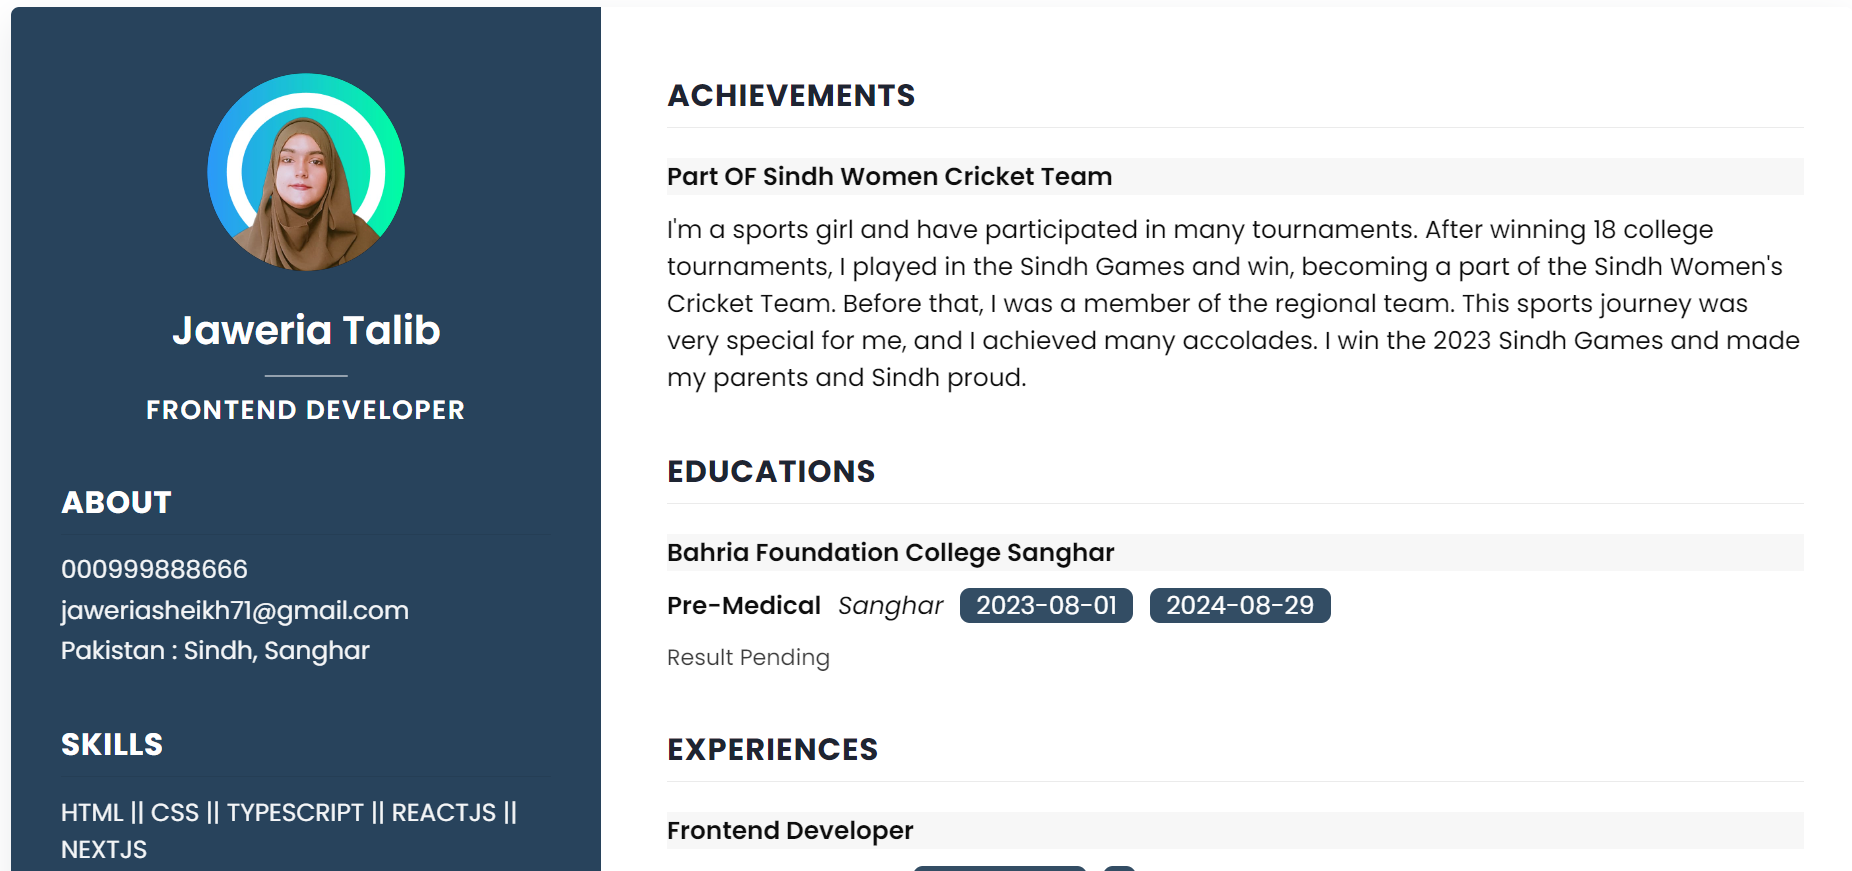 Jaweria Talib
FRONTEND DEVELOPER
ABOUT
000999888666
jaweriasheikh71@gmail.com
Pakistan : Sindh, Sanghar
SKILLS
HTML || CSS || TYPESCRIPT || REACTJS ||
NEXTJS
ACHIEVEMENTS
Part OF Sindh Women Cricket Team
I'm a sports girl and have participated in many tournaments. After winning 18 college
tournaments, I played in the Sindh Games and win, becoming a part of the Sindh Women's
Cricket Team. Before that, I was a member of the regional team. This sports journey was
very special for me, and I achieved many accolades. I win the 2023 Sindh Games and made
my parents and Sindh proud.
EDUCATIONS
Bahria Foundation College Sanghar
Pre-Medical Sanghar 2023-08-01 2024-08-29
Result Pending
EXPERIENCES
Frontend Developer